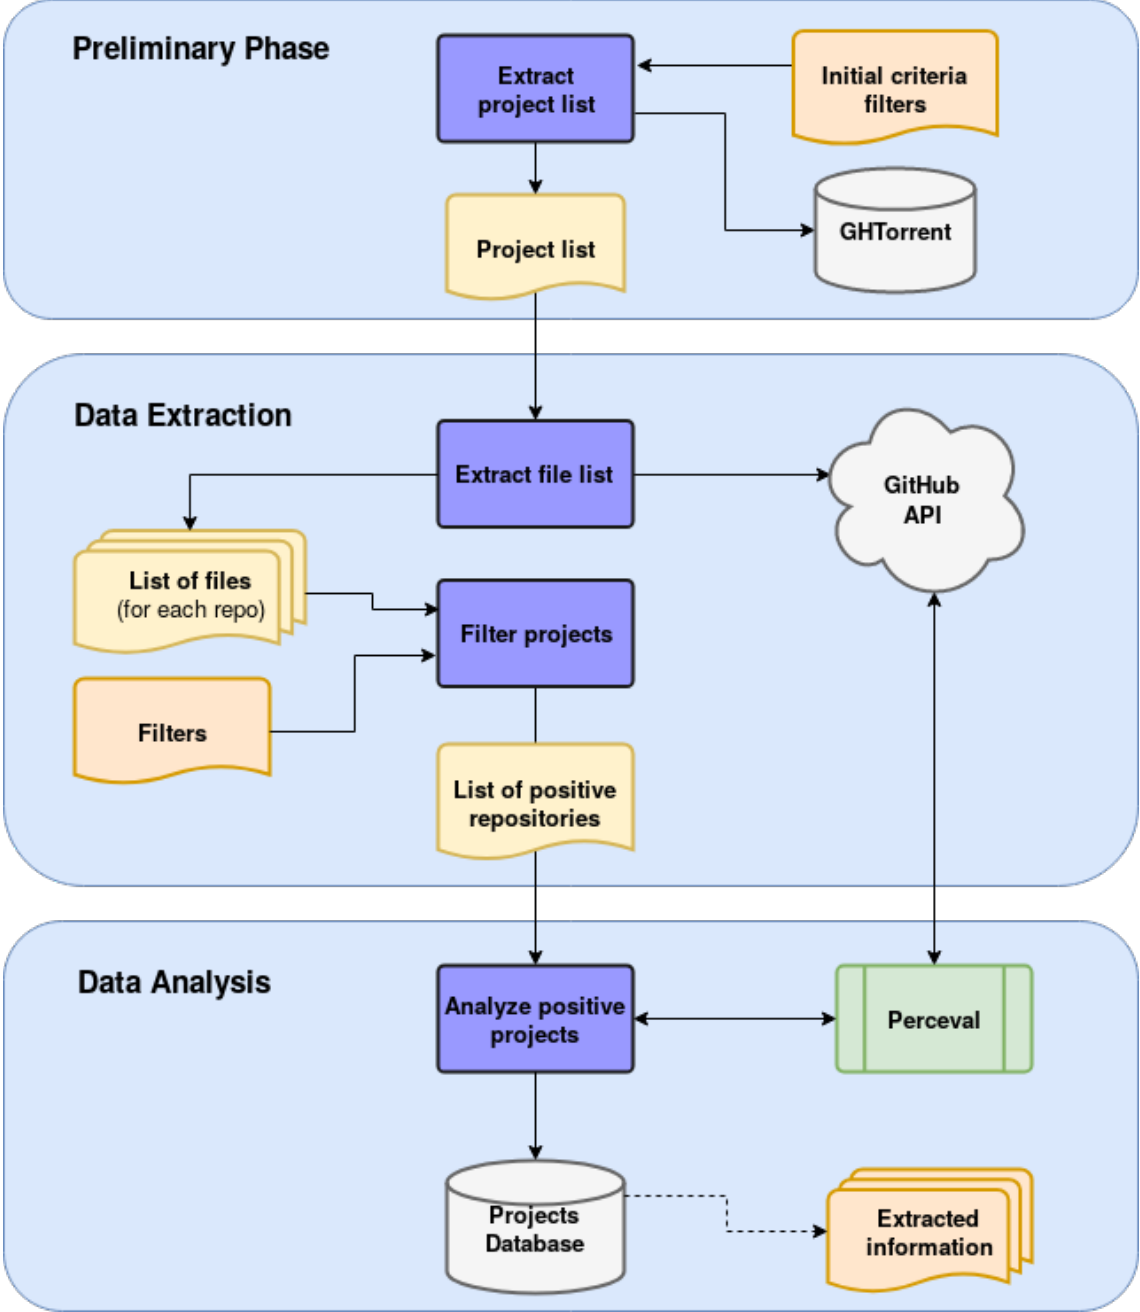 Preliminary Phase
Extract
project list
Initial criteria
filters
Project list
GHTorrent
Data Extraction
Extract file list
GitHub
API
List of files
(for each repo)
Filter projects
Filters
List of positive
repositories
Data Analysis
Analyze positive
projects
Perceval
Projects
Database
Extracted
information